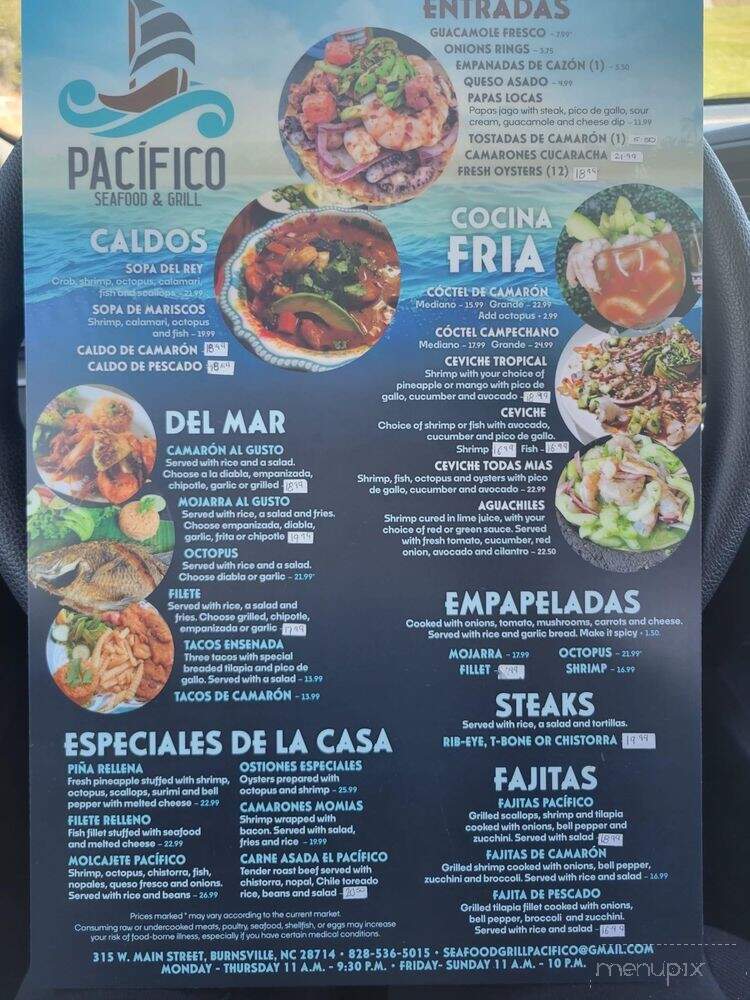 PACÍFICO
SEAFOOD & GRILL
ENTRADAS
GUACAMOLE FRESCO - 7.99*
ONIONS RINGS - 5.75
EMPANADAS DE CAZÓN (1) - 5.50
QUESO ASADO - 9.99
PAPAS LOCAS
Papas jago with steak, pico de gallo, sour
cream, guacamole and cheese dip - 13.99
TOSTADAS DE CAMARÓN (1)
CAMARONES CUCARACHA 21.99
FRESH OYSTERS (12) 18.99
CALDOS
SOPA DEL REY
Crab, shrimp, octopus, calamari,
fish and scallops - 21.99
SOPA DE MARISCOS
Shrimp, calamari, octopus
and fish - 19.99
CALDO DE CAMARÓN 18.99
CALDO DE PESCADO
COCINA
FRIA
CÓCTEL DE CAMARÓN
Mediano - 15.99 Grande - 22.99
Add octopus • 2.99
CÓCTEL CAMPECHANO
Mediano - 17.99 Grande - 24.99
CEVICHE TROPICAL
Shrimp with your choice of
pineapple or mango with pico de
gallo, cucumber and avocado - 18.99
CEVICHE
Choice of shrimp or fish with avocado,
cucumber and pico de gallo.
Shrimp 16.99 Fish - 15.99
CEVICHE TODAS MIAS
Shrimp, fish, octopus and oysters with pico
de gallo, cucumber and avocado - 22.99
AGUACHILES
Shrimp cured in lime juice, with your
choice of red or green sauce. Served
with fresh tomato, cucumber, red
onion, avocado and cilantro - 22.50
DEL MAR
CAMARÓN AL GUSTO
Served with rice and a salad.
Choose a la diabla, empanizada,
chipotle, garlic or grilled - 18.99
MOJARRA AL GUSTO
Served with rice, a salad and fries.
Choose empanizada, diabla,
garlic, frita or chipotle 19.99
OCTOPUS
Served with rice and a salad.
Choose diabla or garlic - 21.99*
FILETE
Served with rice, a salad and
fries. Choose grilled, chipotle,
empanizada or garlic - 17.99
TACOS ENSENADA
Three tacos with special
breaded tilapia and pico de
gallo. Served with a salad - 13.99
TACOS DE CAMARÓN - 13.99
EMPAPELADAS
Cooked with onions, tomato, mushrooms, carrots and cheese.
Served with rice and garlic bread. Make it spicy • 1.50.
MOJARRA - 17.99 OCTOPUS - 21.99*
FILLET - SHRIMP - 16.99
STEAKS
Served with rice, a salad and tortillas.
RIB-EYE, T-BONE OR CHISTORRA 19.99
ESPECIALES DE LA CASA
PIÑA RELLENA
Fresh pineapple stuffed with shrimp,
octopus, scallops, surimi and bell
pepper with melted cheese - 22.99
FILETE RELLENO
Fish fillet stuffed with seafood
and melted cheese - 22.99
MOLCAJETE PACÍFICO
Shrimp, octopus, chistorra, fish,
nopales, queso fresco and onions.
Served with rice and beans - 26.99
OSTIONES ESPECIALES
Oysters prepared with
octopus and shrimp - 25.99
CAMARONES MOMIAS
Shrimp wrapped with
bacon. Served with salad,
fries and rice - 19.99
CARNE ASADA EL PACÍFICO
Tender roast beef served with
chistorra, nopal, Chile toreado
rice, beans and salad -
FAJITAS
FAJITAS PACÍFICO
Grilled scallops, shrimp and tilapia
cooked with onions, bell pepper and
zucchini. Served with salad 18.99
FAJITAS DE CAMARÓN
Grilled shrimp cooked with onions, bell pepper,
zucchini and broccoli. Served with rice and salad - 16.99
FAJITA DE PESCADO
Grilled tilapia fillet cooked with onions,
bell pepper, broccoli and zucchini.
Served with rice and salad - 16.99
Prices marked * may vary according to the current market.
Consuming raw or undercooked meats, poultry, seafood, shellfish, or eggs may increase
your risk of food-borne illness, especially if you have certain medical conditions.
315 W. MAIN STREET, BURNSVILLE, NC 28714 • 828-536-5015 • SEAFOODGRILLPACIFICO@GMAIL.COM
MONDAY - THURSDAY 11 A.M. - 9:30 P.M. • FRIDAY- SUNDAY 11 A.M. - 10 P.M.
menupix